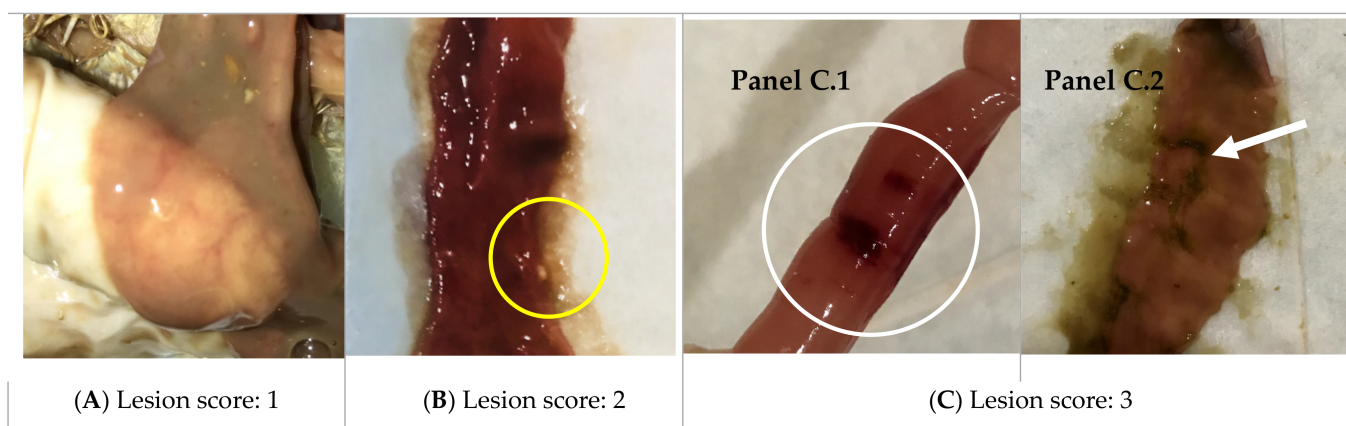 Panel C.1
Panel C.2
(A) Lesion score: 1
(B) Lesion score: 2
(C) Lesion score: 3